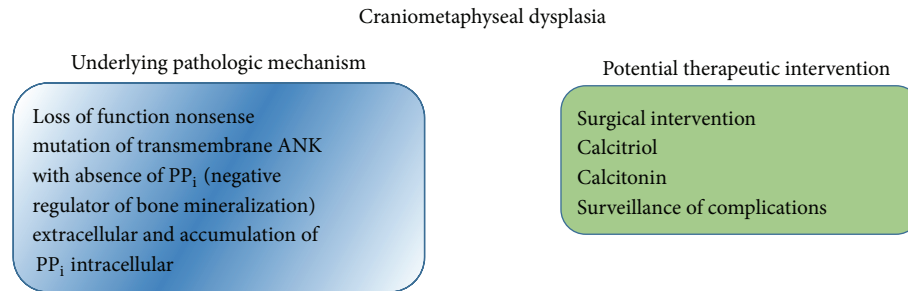 Craniometaphyseal dysplasia
Underlying pathologic mechanism
Loss of function nonsense
mutation of transmembrane ANK
with absence of PPi (negative
regulator of bone mineralization)
extracellular and accumulation of
PPi intracellular
Potential therapeutic intervention
Surgical intervention
Calcitriol
Calcitonin
Surveillance of complications